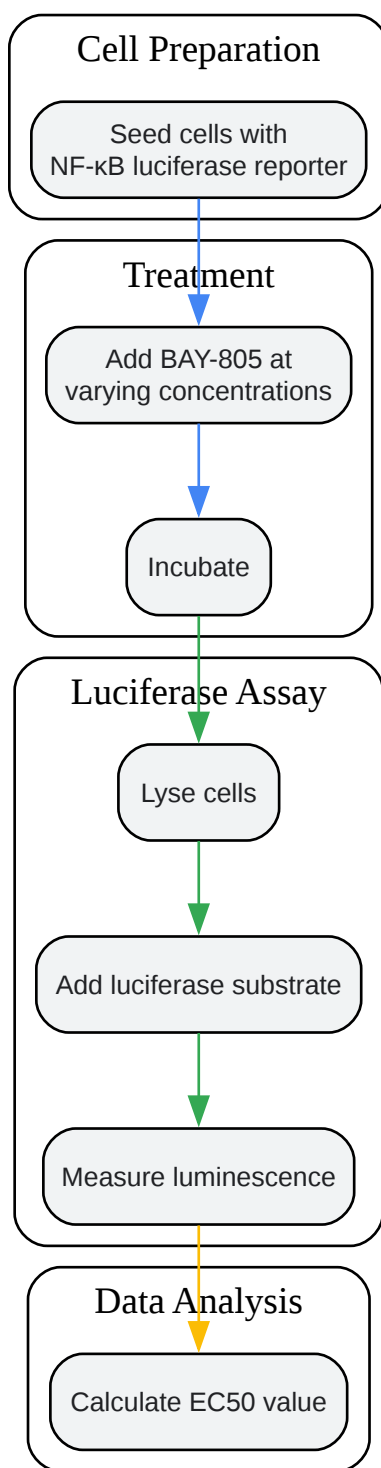 Cell Preparation
Seed cells with
NF-κB luciferase reporter
Treatment
Add BAY-805 at
varying concentrations
Incubate
Luciferase Assay
Lyse cells
Add luciferase substrate
Measure luminescence
Data Analysis
Calculate EC50 value